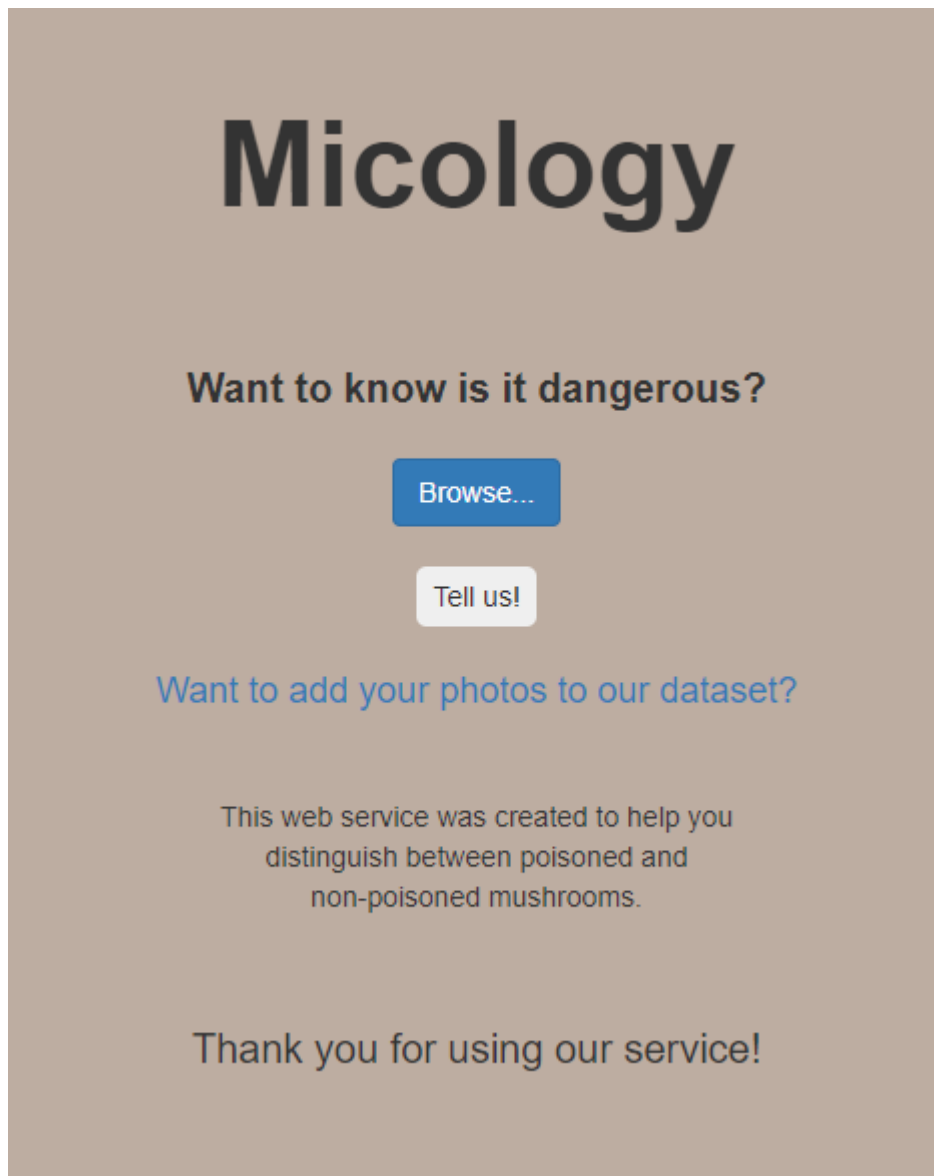 Micology
Want to know is it dangerous?
Browse...
Tell us!
Want to add your photos to our dataset?
This web service was created to help you
distinguish between poisoned and
non-poisoned mushrooms.
Thank you for using our service!